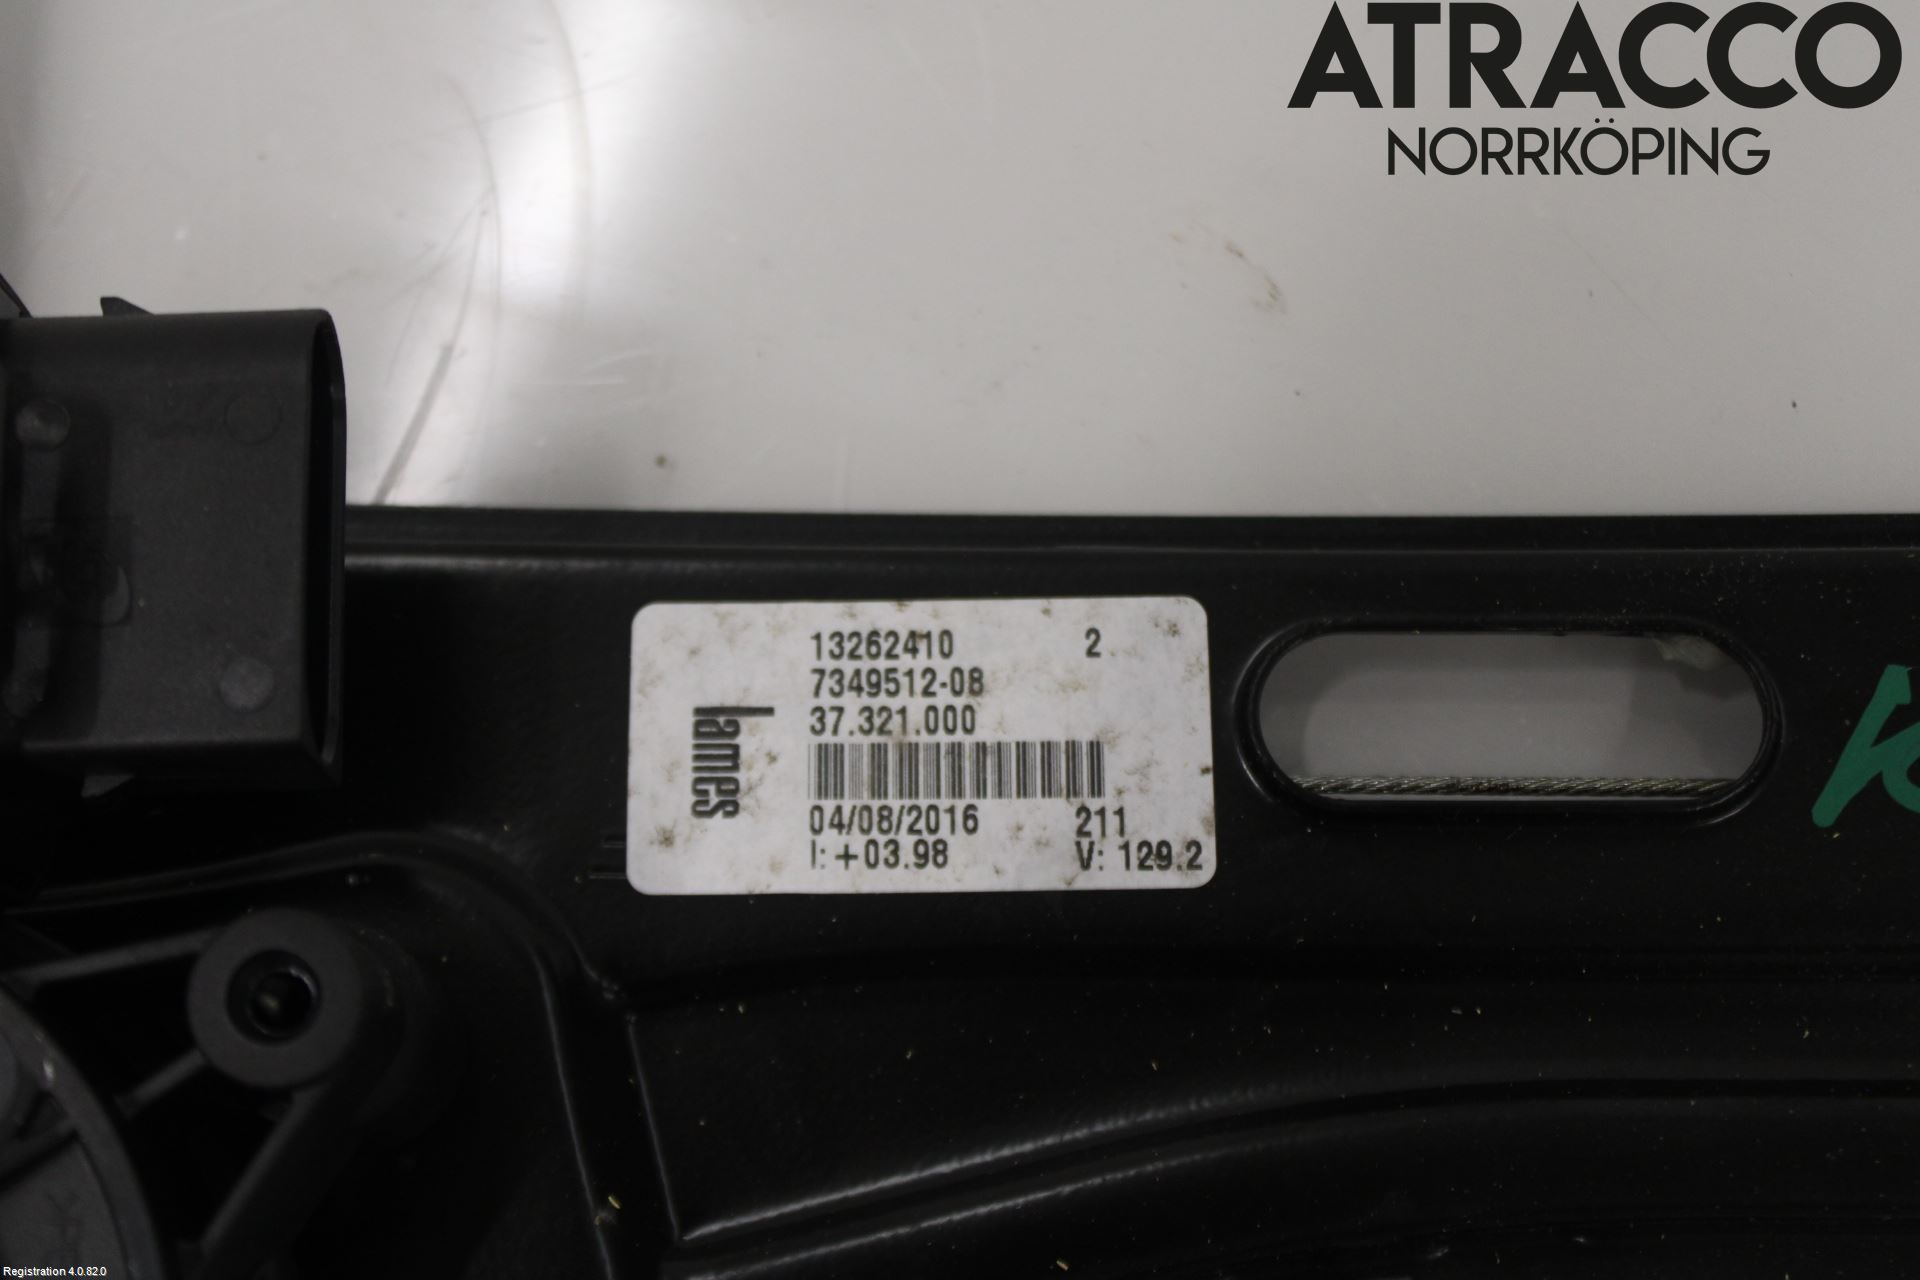 ATRACCO
NORRKÖPING
13262410 2
7349512-08
37.321.000
lames
04/08/2016 211
I: +03.98 V: 129.2
Registration 4.0.82.0